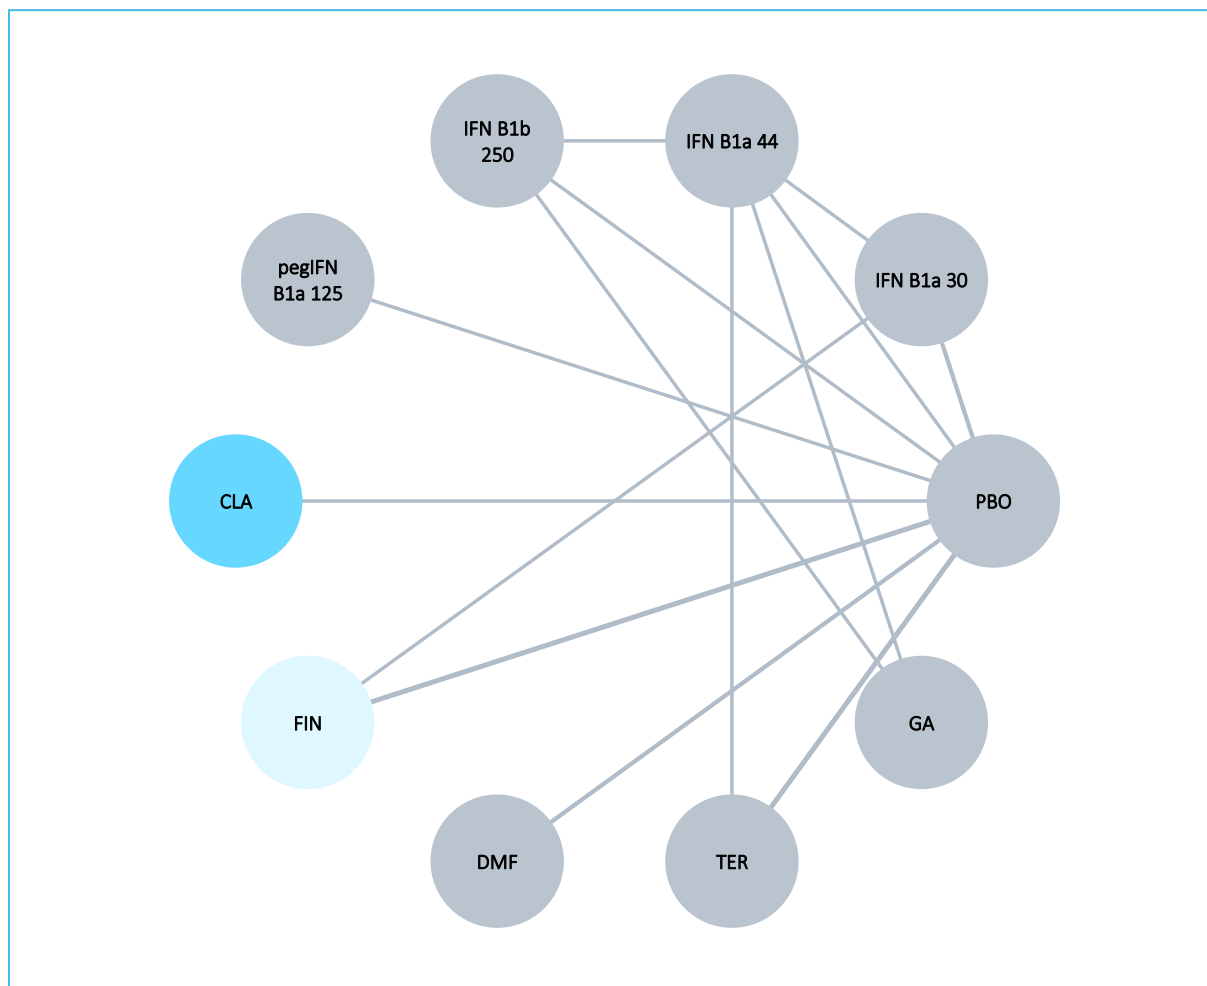 IFN B1b
250
IFN B1a 44
pegIFN
B1a 125
IFN B1a 30
CLA
PBO
FIN
GA
DMF
TER